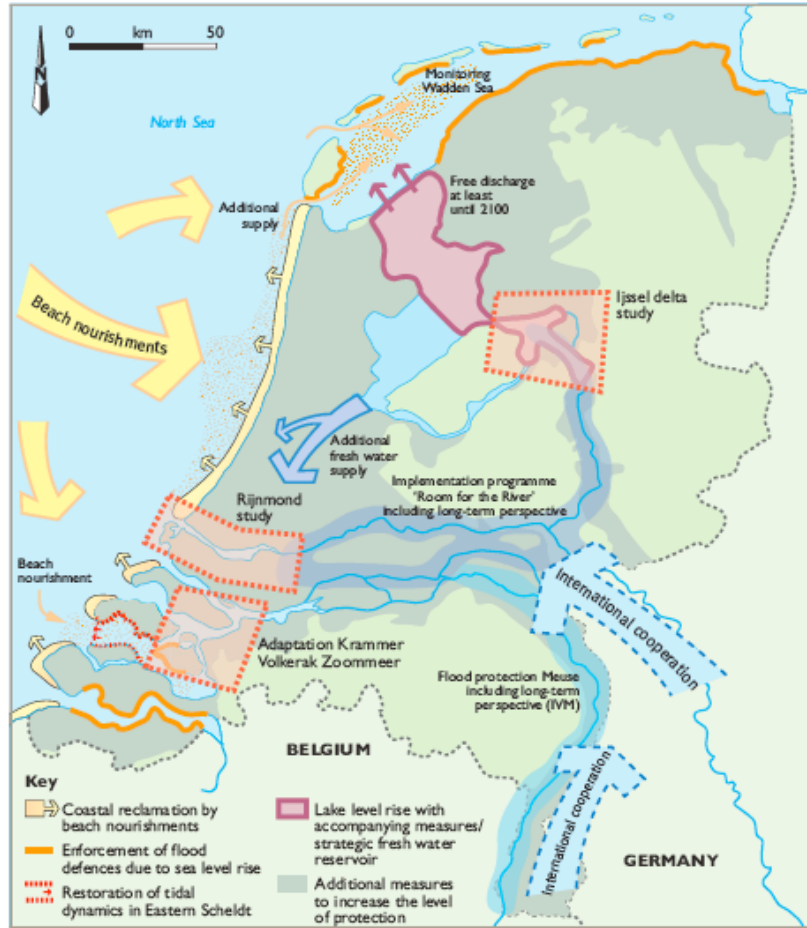 0 km 50
N
North Sea
Monitoring
Wadden Sea
Additional
supply
Free discharge
at least
until 2100
Beach nourishments
Ijssel delta
study
Additional
fresh water
supply
Implementation programme
'Room for the River'
including long-term perspective
Rijnmond
study
Beach
nourishment
International cooperation
Adaptation Krammer
Volkerak Zoommeer
Flood protection Meuse
including long-term
perspective (IVM)
BELGIUM
International cooperation
GERMANY
Key
Coastal reclamation by
beach nourishments
Enforcement of flood
defences due to sea level rise
Restoration of tidal
dynamics in Eastern Scheldt
Lake level rise with
accompanying measures/
strategic fresh water
reservoir
Additional measures
to increase the level
of protection